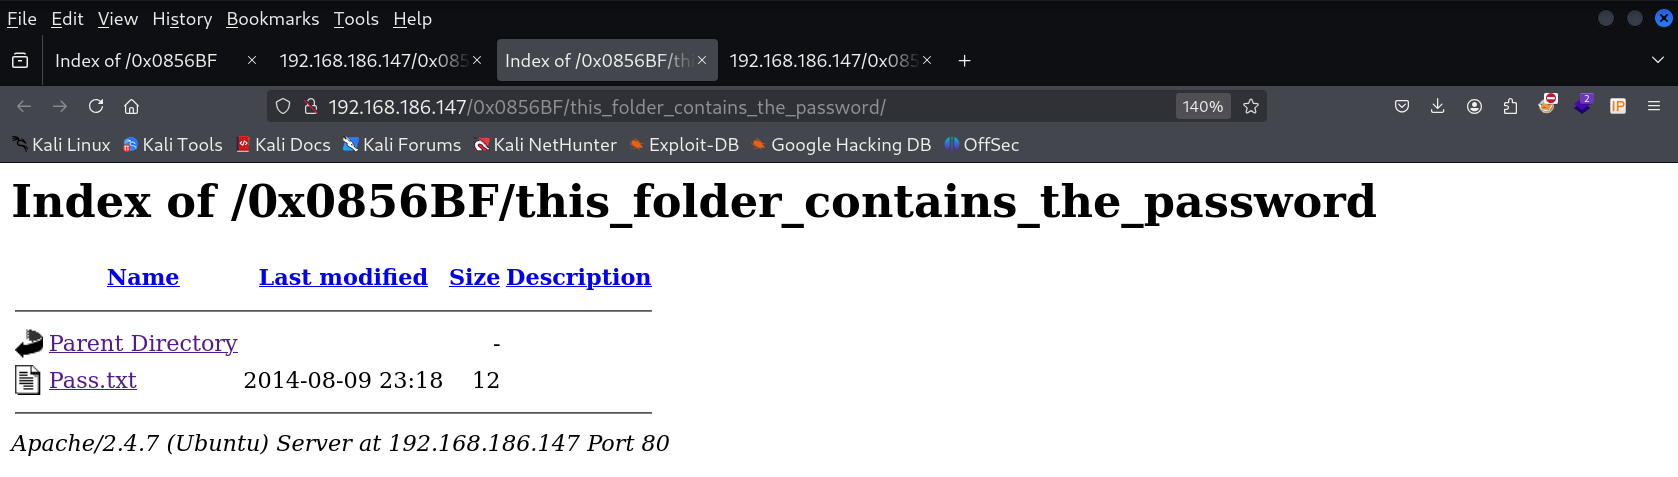 File Edit View History Bookmarks Tools Help
Index of /0x0856BF × 192.168.186.147/0x085 × Index of /0x0856BF/th × 192.168.186.147/0x085 × +
192.168.186.147/0x0856BF/this_folder_contains_the_password/ 140% 2 IP
Kali Linux Kali Tools Kali Docs Kali Forums Kali NetHunter Exploit-DB Google Hacking DB OffSec
Index of /0x0856BF/this_folder_contains_the_password
Name Last modified Size Description
Parent Directory -
Pass.txt 2014-08-09 23:18 12
Apache/2.4.7 (Ubuntu) Server at 192.168.186.147 Port 80